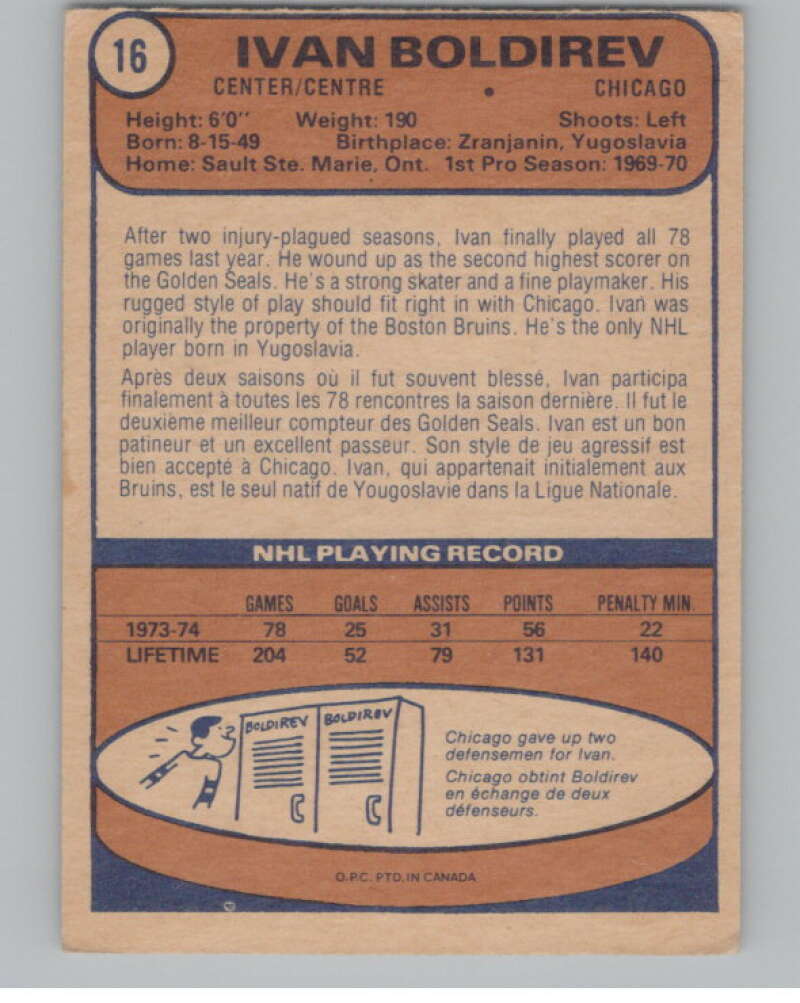 16
IVAN BOLDIREV
CENTER/CENTRE • CHICAGO
Height: 6'0" Weight: 190 Shoots: Left
Born: 8-15-49 Birthplace: Zranjanin, Yugoslavia
Home: Sault Ste. Marie, Ont. 1st Pro Season: 1969-70
After two injury-plagued seasons, Ivan finally played all 78
games last year. He wound up as the second highest scorer on
the Golden Seals. He's a strong skater and a fine playmaker. His
rugged style of play should fit right in with Chicago. Ivan was
originally the property of the Boston Bruins. He's the only NHL
player born in Yugoslavia.
Après deux saisons où il fut souvent blessé, Ivan participa
finalement à toutes les 78 rencontres la saison dernière. Il fut le
deuxième meilleur compteur des Golden Seals. Ivan est un bon
patineur et un excellent passeur. Son style de jeu agressif est
bien accepté à Chicago. Ivan, qui appartenait initialement aux
Bruins, est le seul natif de Yougoslavie dans la Ligue Nationale.
NHL PLAYING RECORD
GAMES GOALS ASSISTS POINTS PENALTY MIN.
1973-74 78 25 31 56 22
LIFETIME 204 52 79 131 140
BOLDIREV BOLDIREV
Chicago gave up two
defensemen for Ivan.
Chicago obtint Boldirev
en échange de deux
défenseurs.
O.P.C. PTD. IN CANADA